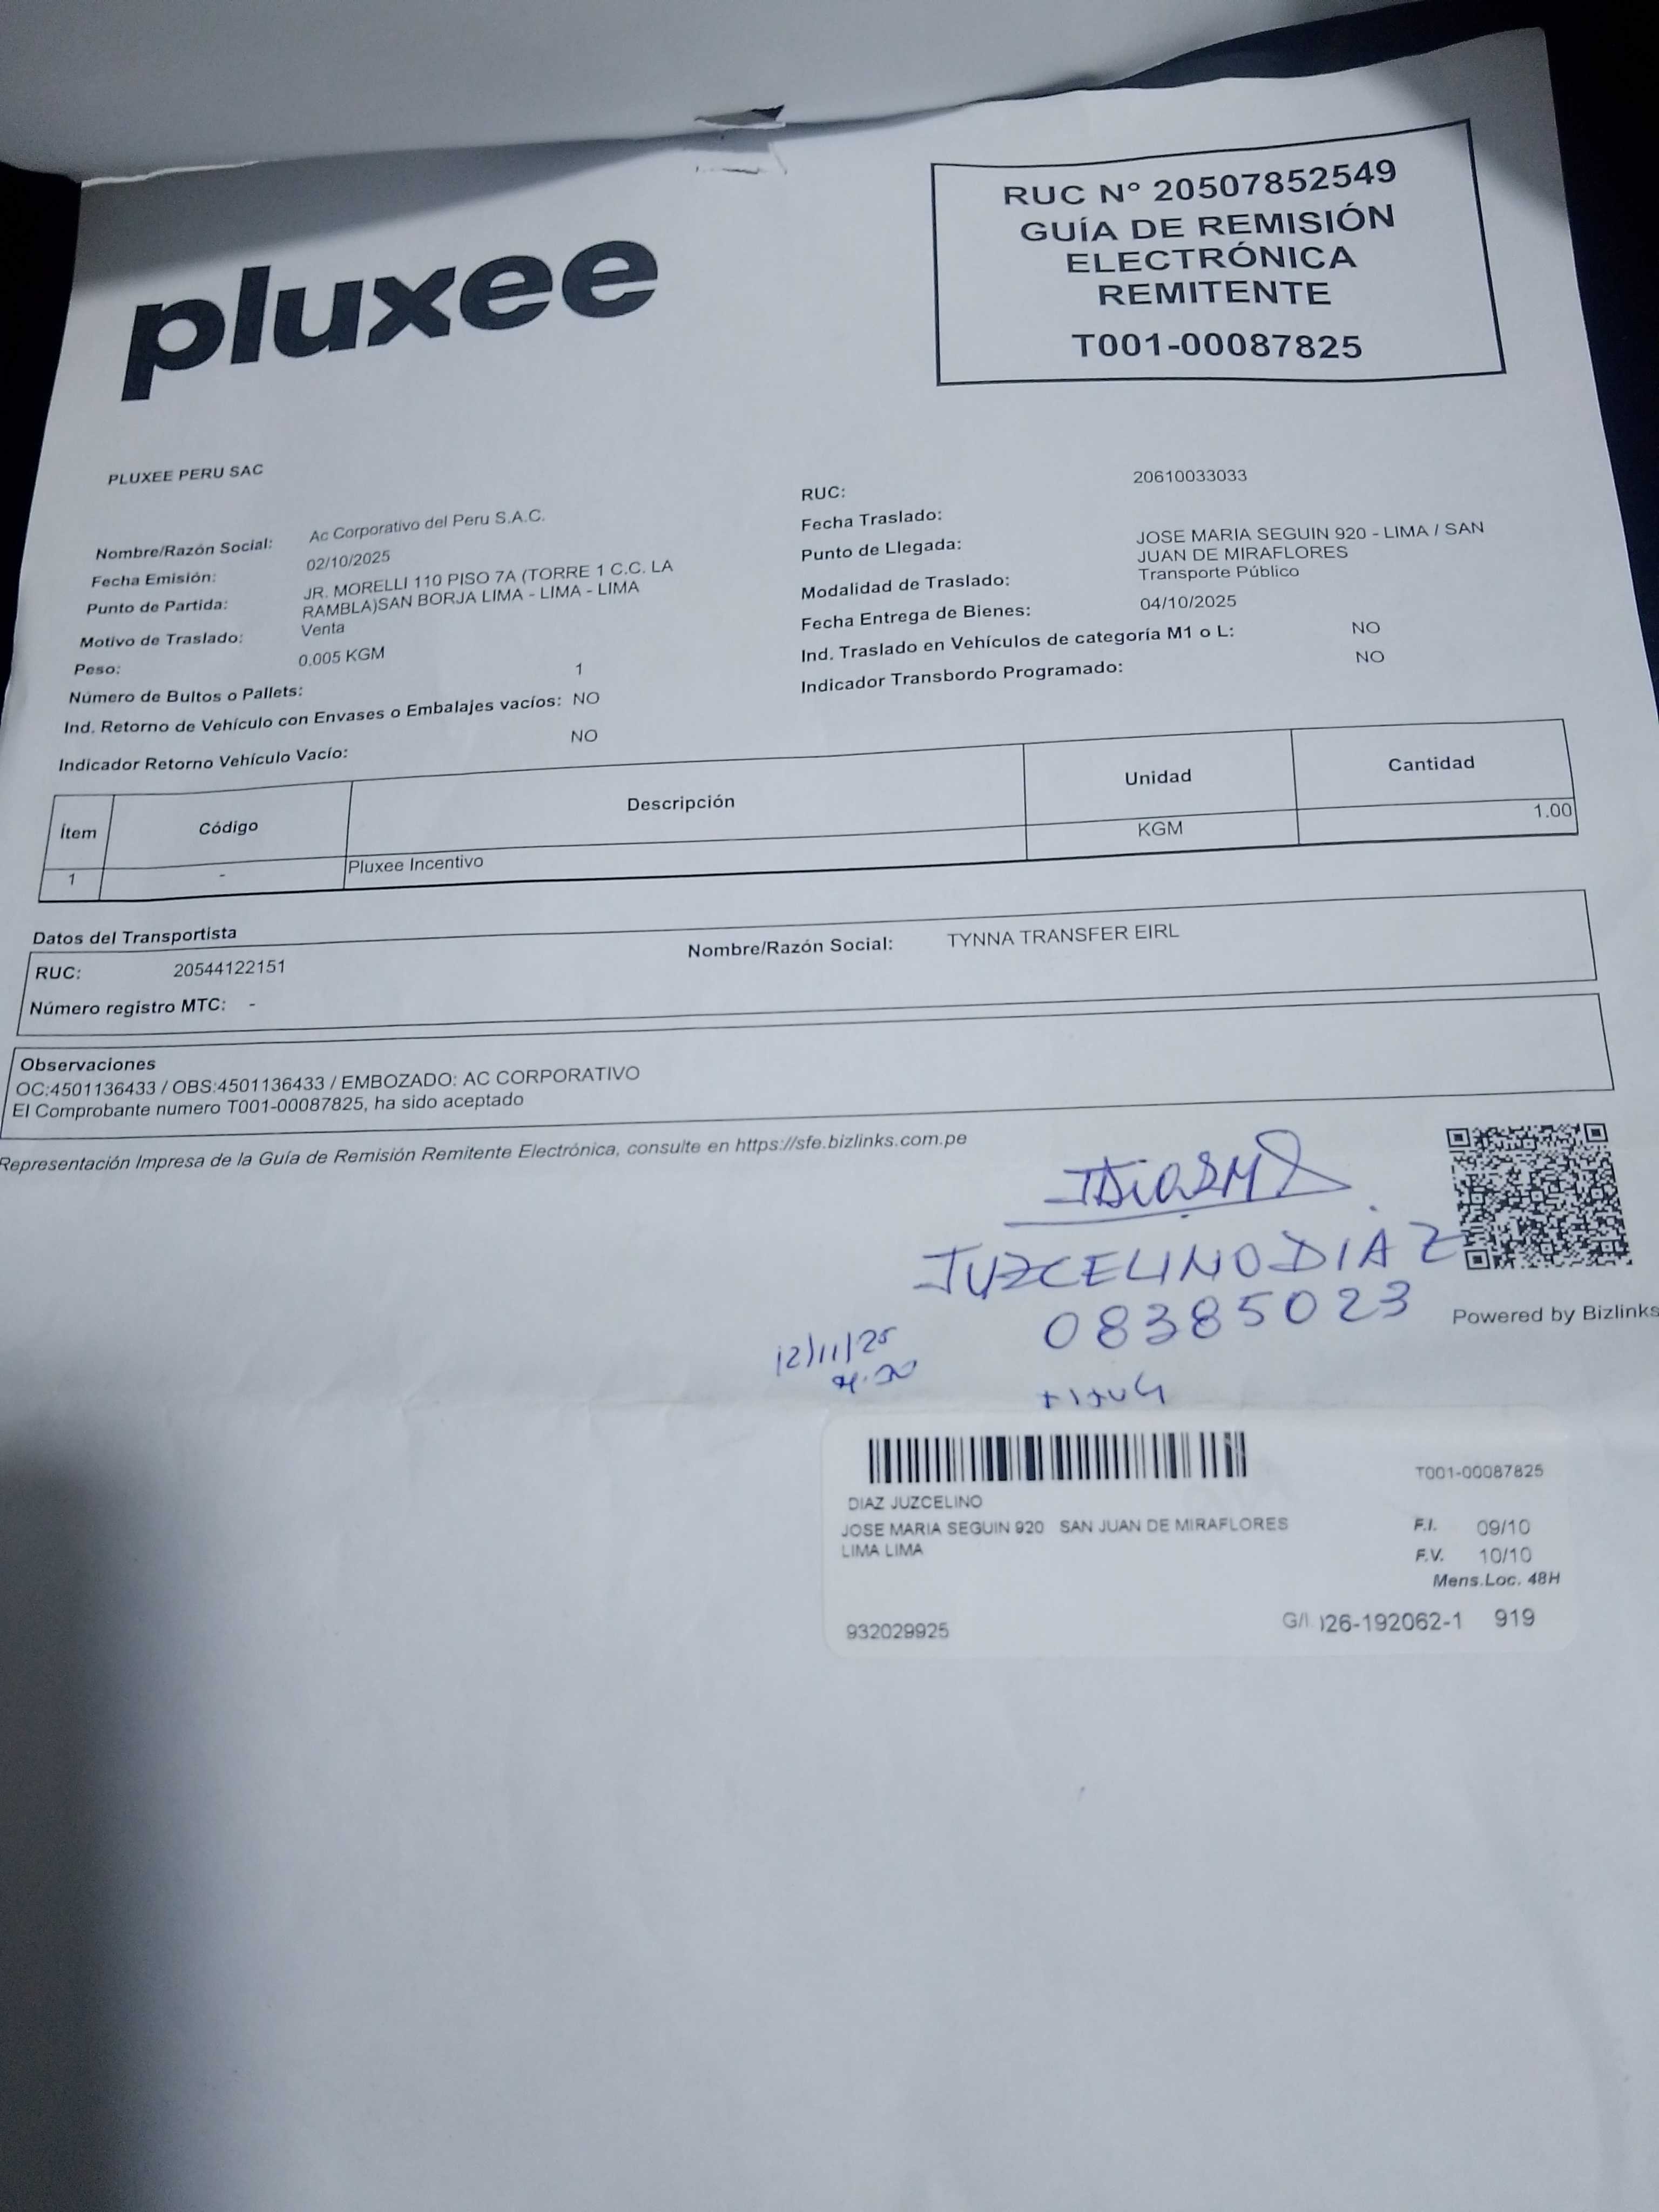 pluxee
RUC N° 20507852549
GUÍA DE REMISIÓN
ELECTRÓNICA
REMITENTE
T001-00087825
PLUXEE PERU SAC
Nombre/Razón Social: Ac Corporativo del Peru S.A.C.
Fecha Emisión: 02/10/2025
Punto de Partida: JR. MORELLI 110 PISO 7A (TORRE 1 C.C. LA
RAMBLA)SAN BORJA LIMA - LIMA - LIMA
Motivo de Traslado: Venta
Peso: 0.005 KGM
Número de Bultos o Pallets: 1
Ind. Retorno de Vehículo con Envases o Embalajes vacíos: NO
Indicador Retorno Vehículo Vacío: NO
RUC: 20610033033
Fecha Traslado:
Punto de Llegada: JOSE MARIA SEGUIN 920 - LIMA / SAN
JUAN DE MIRAFLORES
Modalidad de Traslado: Transporte Público
Fecha Entrega de Bienes: 04/10/2025
Ind. Traslado en Vehículos de categoría M1 o L: NO
Indicador Transbordo Programado: NO
Ítem Código Descripción Unidad Cantidad
1 - Pluxee Incentivo KGM 1.00
Datos del Transportista
RUC: 20544122151 Nombre/Razón Social: TYNNA TRANSFER EIRL
Número registro MTC: -
Observaciones
OC:4501136433 / OBS:4501136433 / EMBOZADO: AC CORPORATIVO
El Comprobante numero T001-00087825, ha sido aceptado
Representación Impresa de la Guía de Remisión Remitente Electrónica, consulte en https://sfe.bizlinks.com.pe
JUZCELINO DIAZ
08385023
Powered by Bizlinks
12/11/25
T001-00087825
DIAZ JUZCELINO
JOSE MARIA SEGUIN 920 SAN JUAN DE MIRAFLORES
LIMA LIMA
F.I. 09/10
F.V. 10/10
Mens.Loc. 48H
932029925
G/I 026-192062-1 919